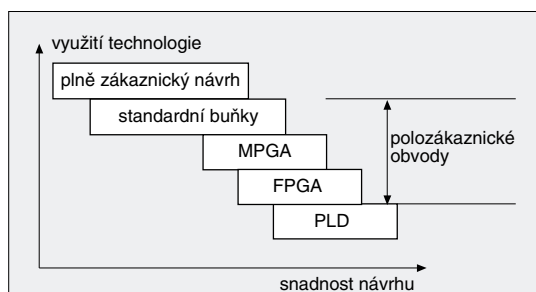 využití technologie
plně zákaznický návrh
standardní buňky
MPGA
FPGA
PLD
polozákaznické
obvody
snadnost návrhu